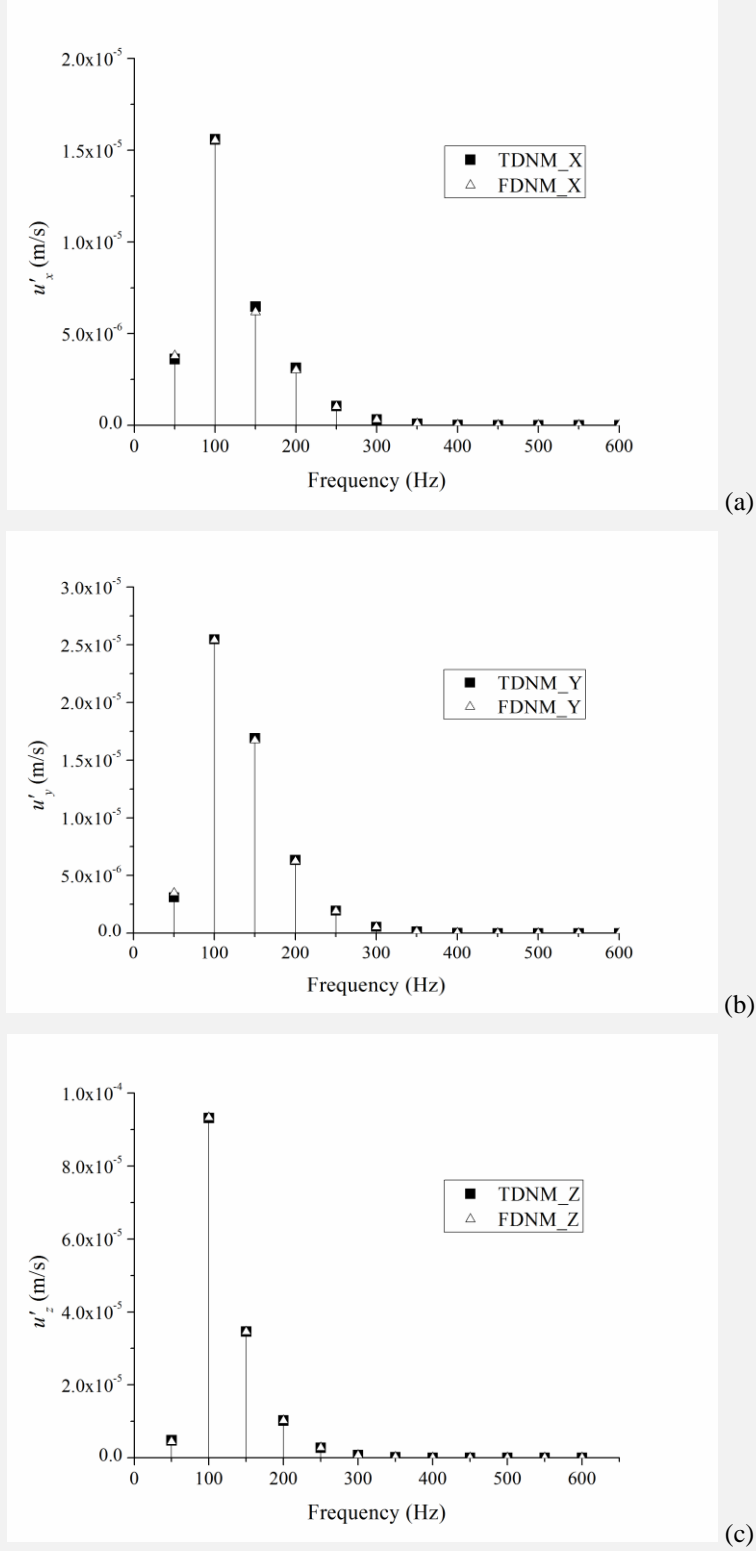 2.0x10⁻⁵
1.5x10⁻⁵
1.0x10⁻⁵
5.0x10⁻⁶
0.0
u'ₓ (m/s)
TDNM_X
FDNM_X
0 100 200 300 400 500 600
Frequency (Hz)
(a)
3.0x10⁻⁵
2.5x10⁻⁵
2.0x10⁻⁵
1.5x10⁻⁵
1.0x10⁻⁵
5.0x10⁻⁶
0.0
u'y (m/s)
TDNM_Y
FDNM_Y
0 100 200 300 400 500 600
Frequency (Hz)
(b)
1.0x10⁻⁴
8.0x10⁻⁵
6.0x10⁻⁵
4.0x10⁻⁵
2.0x10⁻⁵
0.0
u'z (m/s)
TDNM_Z
FDNM_Z
0 100 200 300 400 500 600
Frequency (Hz)
(c)